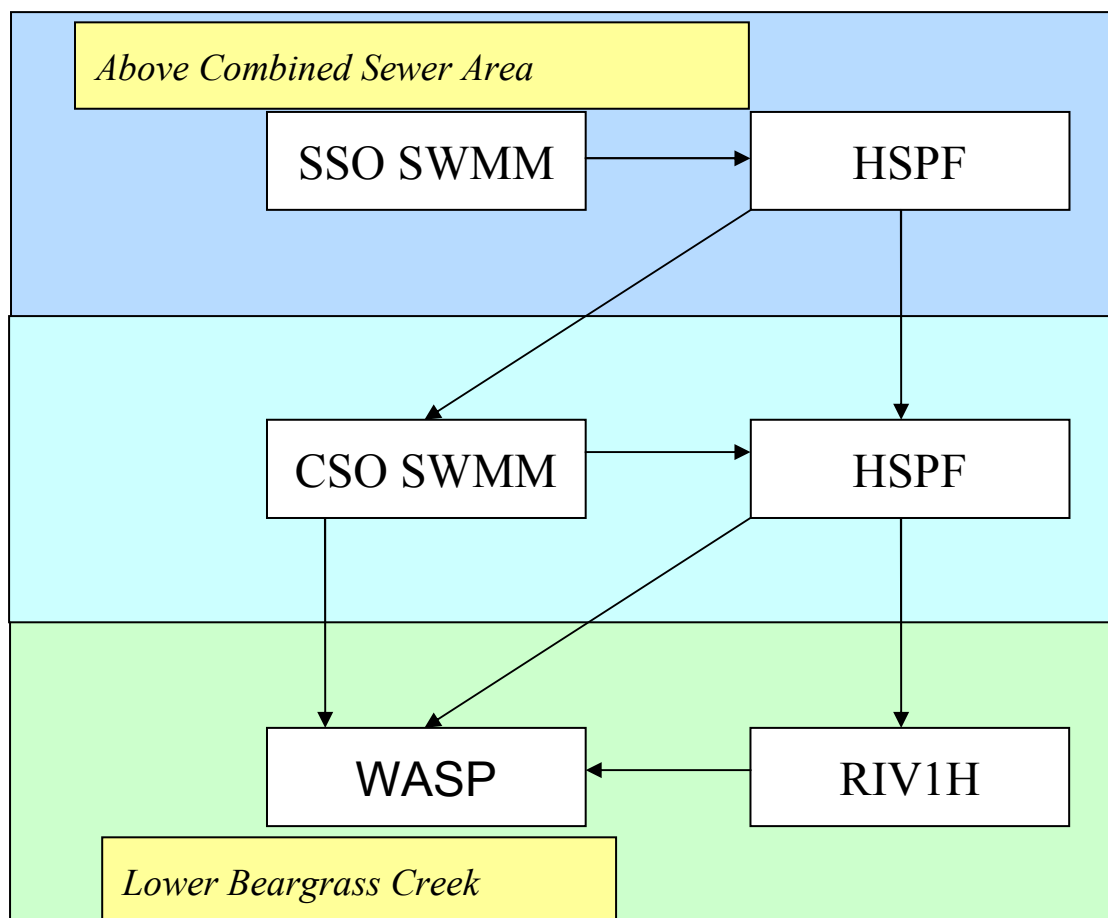 Above Combined Sewer Area
SSO SWMM
HSPF
CSO SWMM
HSPF
WASP
RIV1H
Lower Beargrass Creek